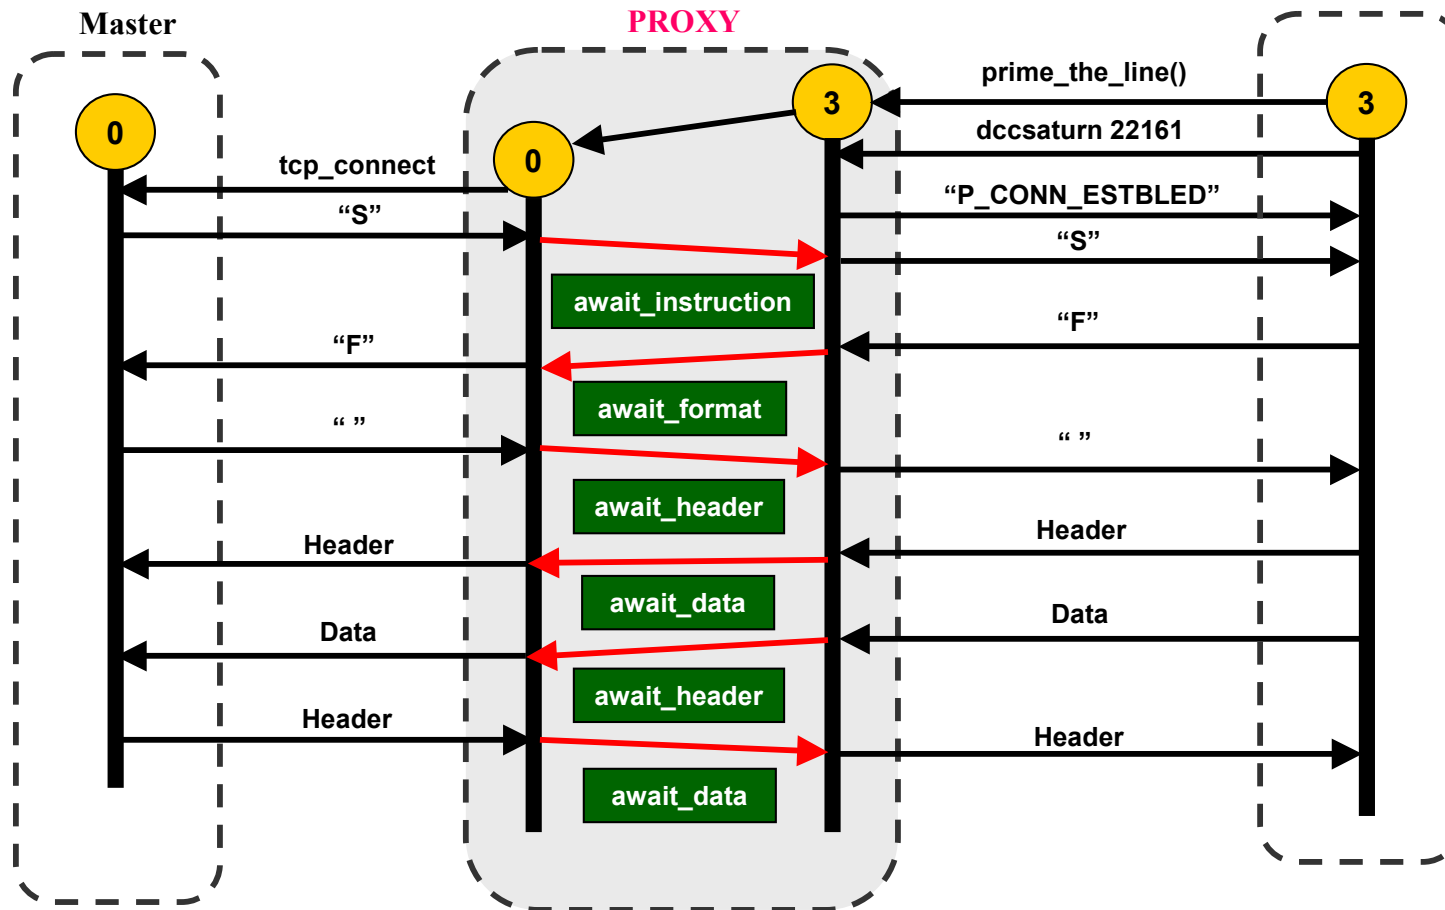 Master
PROXY
prime_the_line()
3
3
0
0
dccsaturn 22161
tcp_connect
“P_CONN_ESTBLED”
“S”
“S”
await_instruction
“F”
“F”
await_format
“ ”
“ ”
await_header
Header
Header
await_data
Data
Data
await_header
Header
Header
await_data